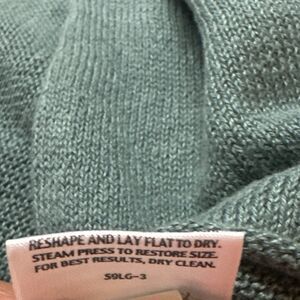 RESHAPE AND LAY FLAT TO DRY.
STEAM PRESS TO RESTORE SIZE.
FOR BEST RESULTS, DRY CLEAN.
S9LG-3